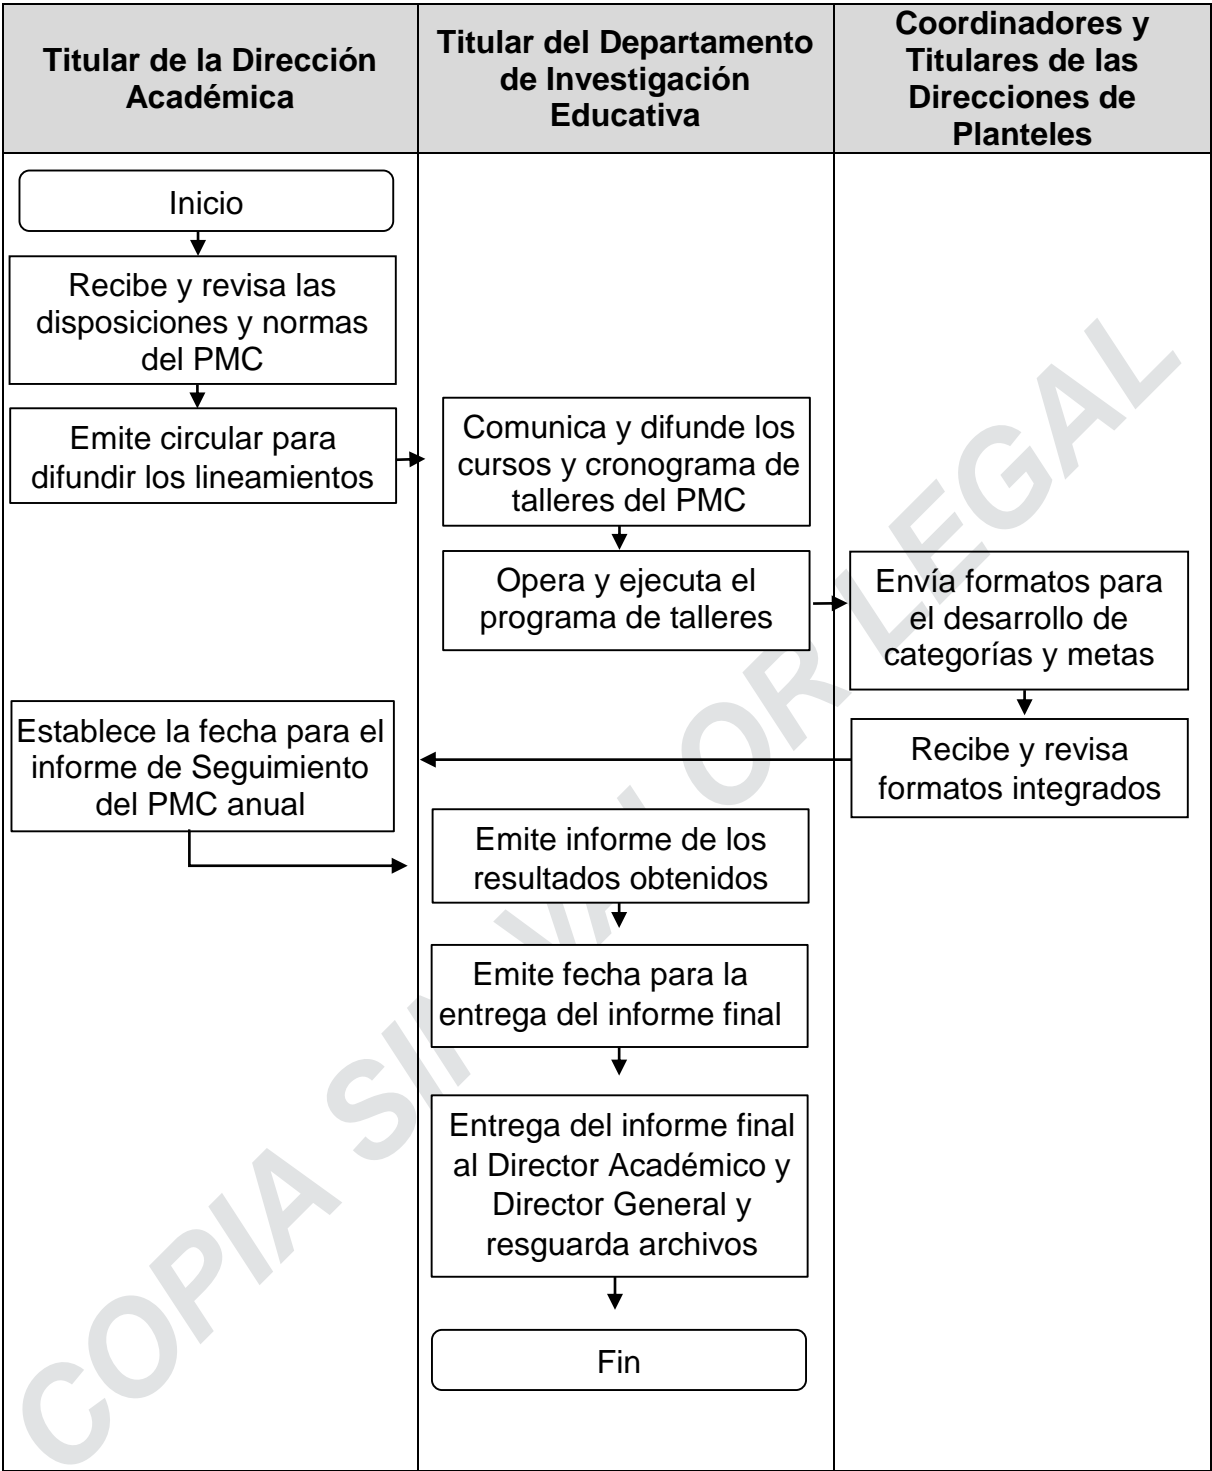 Titular de la Dirección
Académica
Titular del Departamento
de Investigación
Educativa
Coordinadores y
Titulares de las
Direcciones de
Planteles
Inicio
Recibe y revisa las
disposiciones y normas
del PMC
Emite circular para
difundir los lineamientos
Comunica y difunde los
cursos y cronograma de
talleres del PMC
Opera y ejecuta el
programa de talleres
Envía formatos para
el desarrollo de
categorías y metas
Recibe y revisa
formatos integrados
Establece la fecha para el
informe de Seguimiento
del PMC anual
Emite informe de los
resultados obtenidos
Emite fecha para la
entrega del informe final
Entrega del informe final
al Director Académico y
Director General y
resguarda archivos
Fin
COPIA SIN VALOR LEGAL